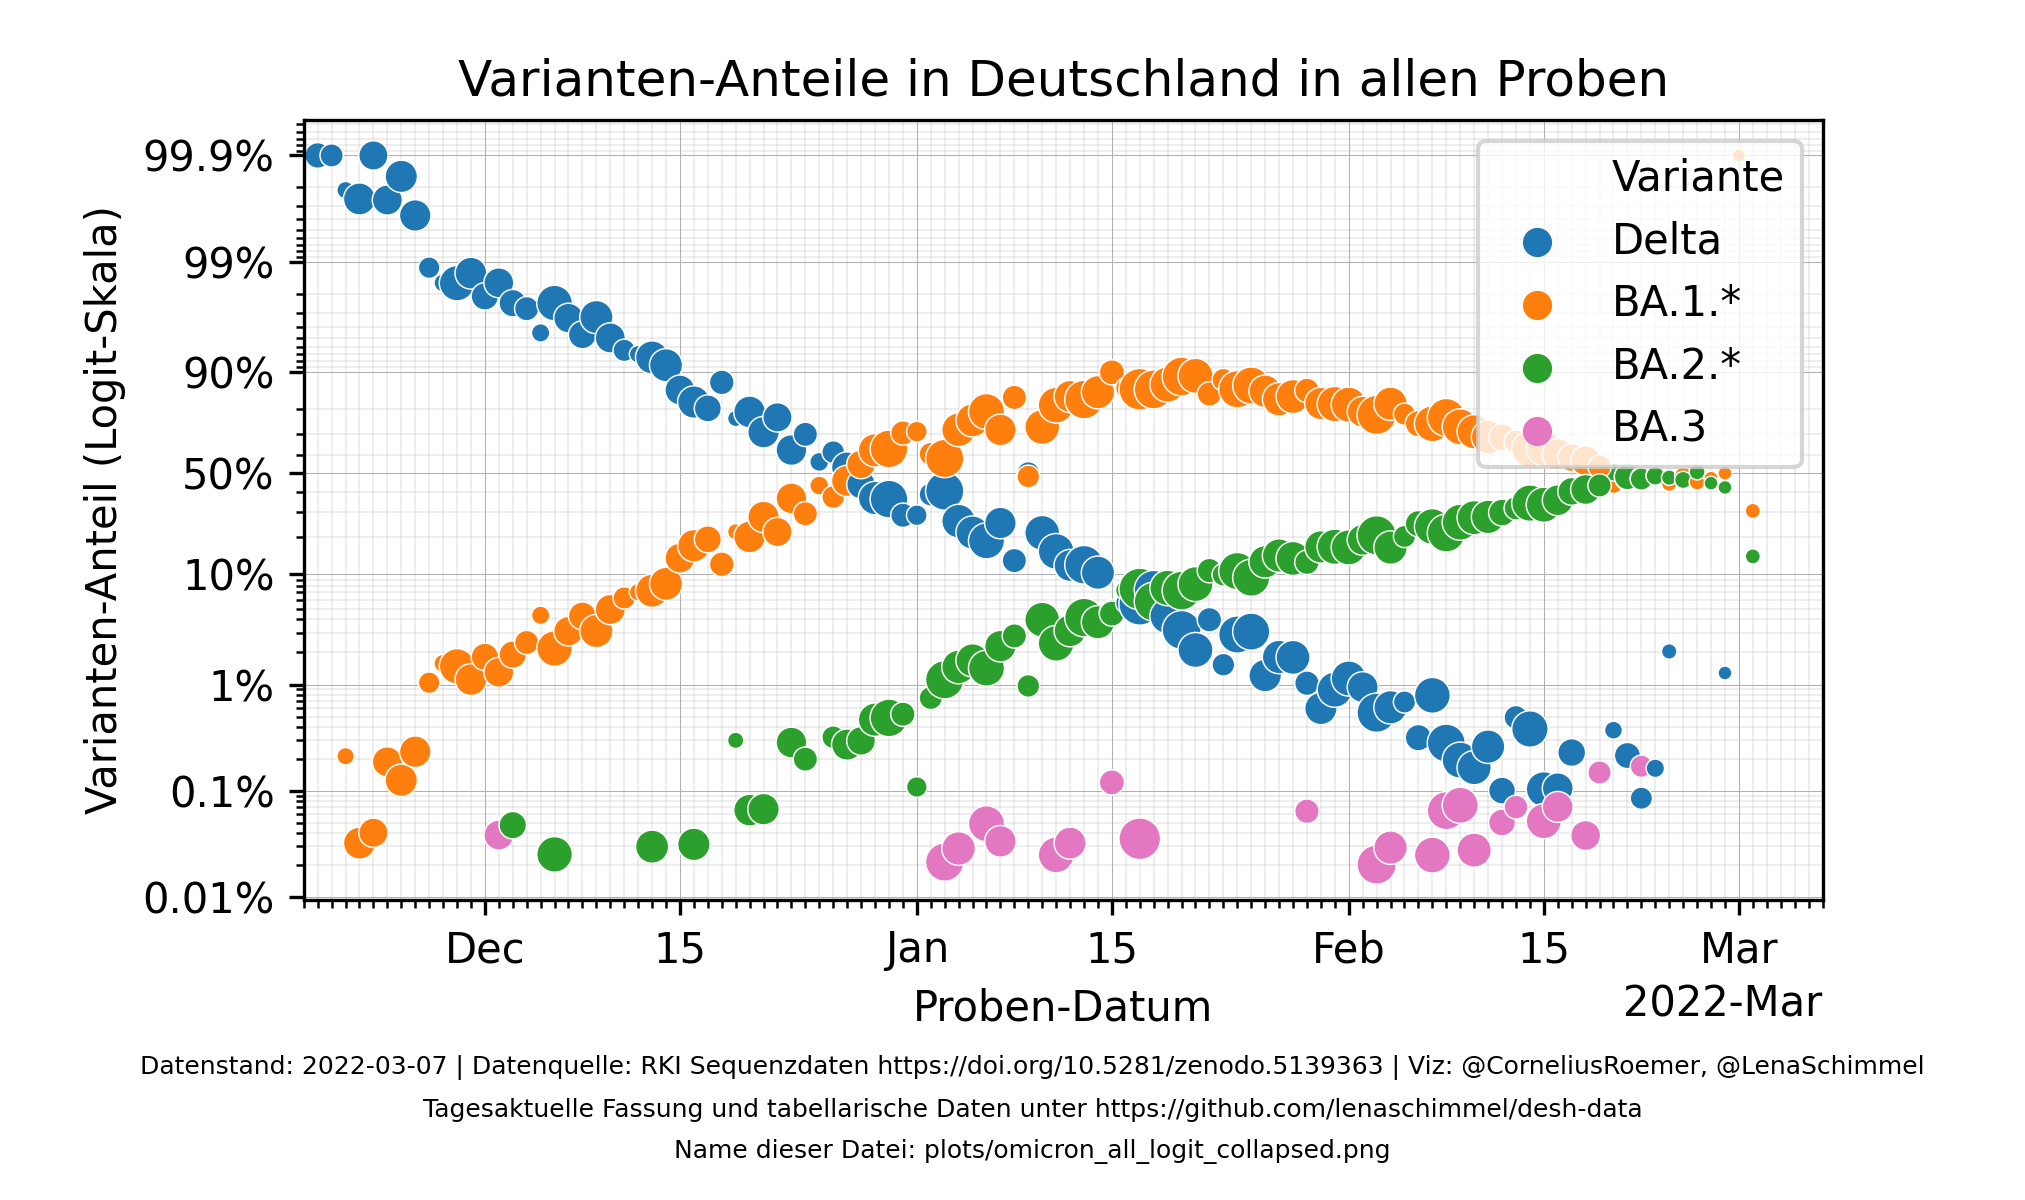 Varianten-Anteile in Deutschland in allen Proben
Varianten-Anteil (Logit-Skala)
99.9%
99%
90%
50%
10%
1%
0.1%
0.01%
Variante
Delta
BA.1.*
BA.2.*
BA.3
Dec 15 Jan 15 Feb 15 Mar
2022-Mar
Proben-Datum
Datenstand: 2022-03-07 | Datenquelle: RKI Sequenzdaten https://doi.org/10.5281/zenodo.5139363 | Viz: @CorneliusRoemer, @LenaSchimmel
Tagesaktuelle Fassung und tabellarische Daten unter https://github.com/lenaschimmel/desh-data
Name dieser Datei: plots/omicron_all_logit_collapsed.png